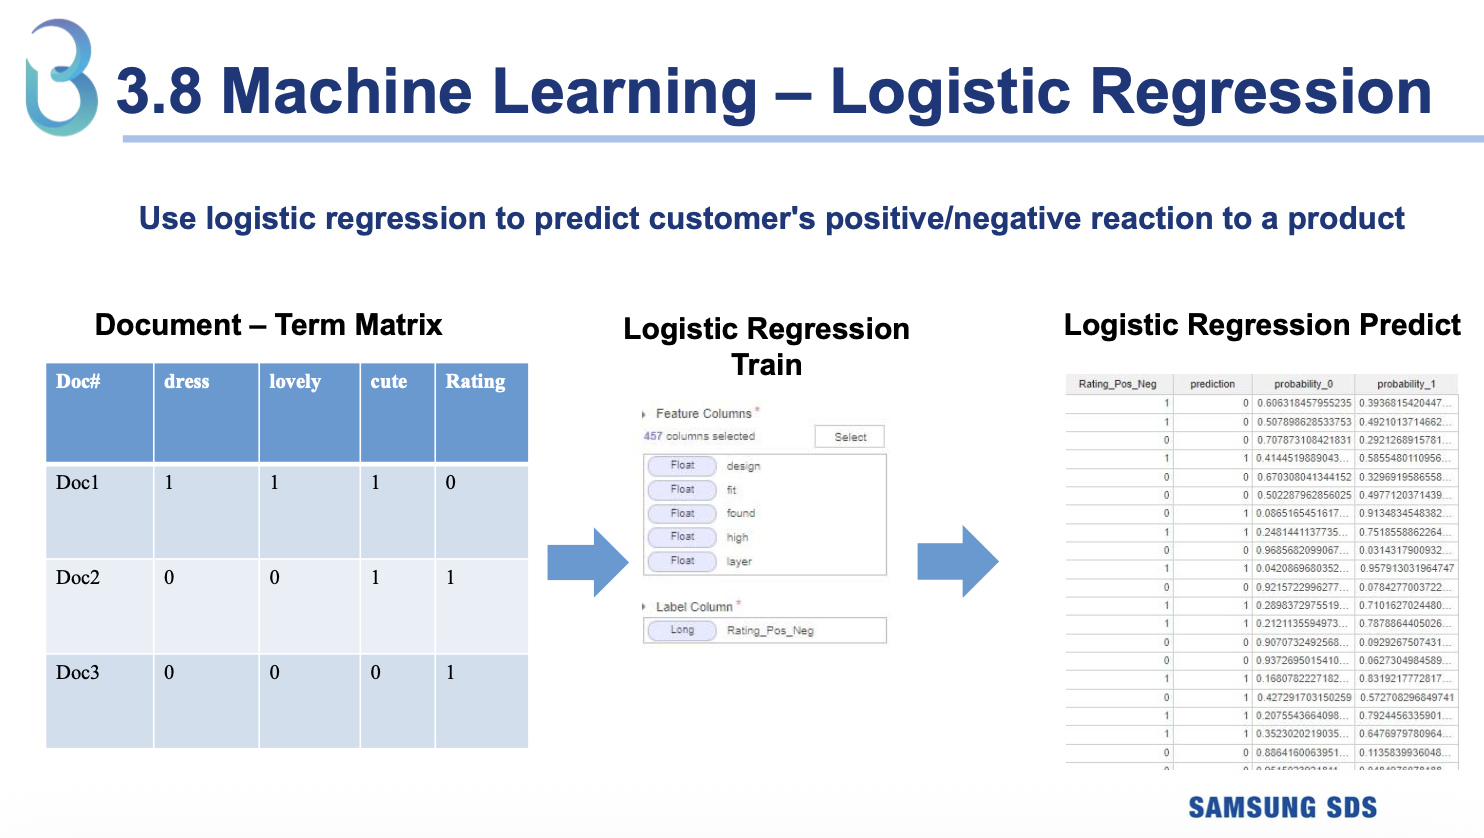 3.8 Machine Learning – Logistic Regression
Use logistic regression to predict customer's positive/negative reaction to a product
Document – Term Matrix
Doc# dress lovely cute Rating
Doc1 1 1 1 0
Doc2 0 0 1 1
Doc3 0 0 0 1
Logistic Regression
Train
Feature Columns *
457 columns selected Select
Float design
Float fit
Float found
Float high
Float layer
Label Column *
Long Rating_Pos_Neg
Logistic Regression Predict
Rating_Pos_Neg prediction probability_0 probability_1
1 0 0.606318457955235 0.3936815420447...
1 0 0.507898628533753 0.4921013714662...
0 0 0.707873108421831 0.2921268915781...
1 1 0.4144519889043... 0.5855480110956...
0 0 0.670308041344152 0.3296919586558...
0 0 0.502287962856025 0.4977120371439...
0 1 0.0865165451617... 0.9134834548382...
1 1 0.2481441137735... 0.7518558862264...
0 0 0.9685682099067... 0.0314317900932...
1 1 0.0420869680352... 0.957913031964747
0 0 0.9215722996277... 0.0784277003722...
1 1 0.2898372975519... 0.7101627024480...
1 1 0.2121135594973... 0.7878864405026...
0 0 0.9070732492568... 0.0929267507431...
0 0 0.9372695015410... 0.0627304984589...
1 1 0.1680782227182... 0.8319217772817...
0 1 0.427291703150259 0.572708296849741
1 1 0.2075543664098... 0.7924456335901...
1 1 0.3523020219035... 0.6476979780964...
0 0 0.8864160063951... 0.1135839936048...
SAMSUNG SDS